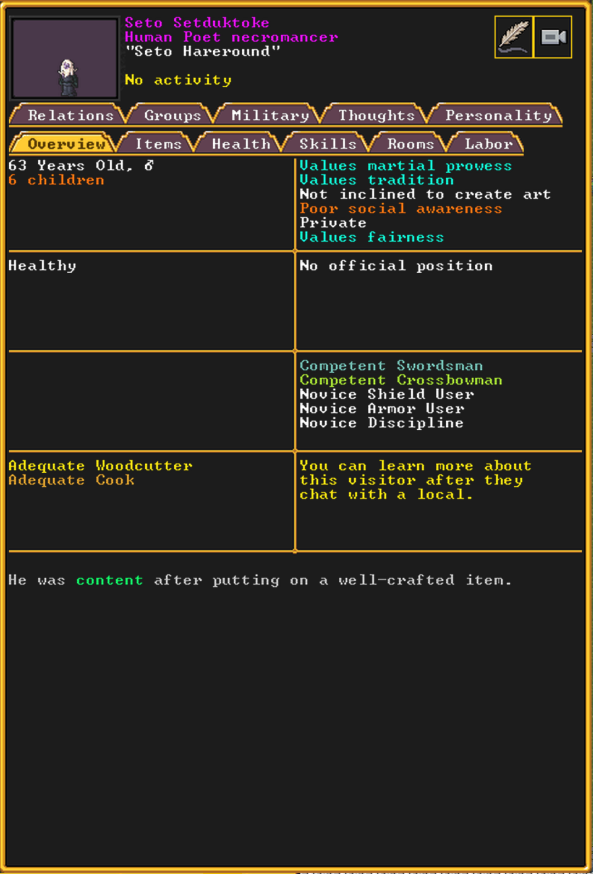 Seto Setduktoke
Human Poet necromancer
"Seto Hareround"
No activity
Relations Groups Military Thoughts Personality
Overview Items Health Skills Rooms Labor
63 Years Old, ♂
6 children
Values martial prowess
Values tradition
Not inclined to create art
Poor social awareness
Private
Values fairness
Healthy
No official position
Competent Swordsman
Competent Crossbowman
Novice Shield User
Novice Armor User
Novice Discipline
Adequate Woodcutter
Adequate Cook
You can learn more about
this visitor after they
chat with a local.
He was content after putting on a well-crafted item.